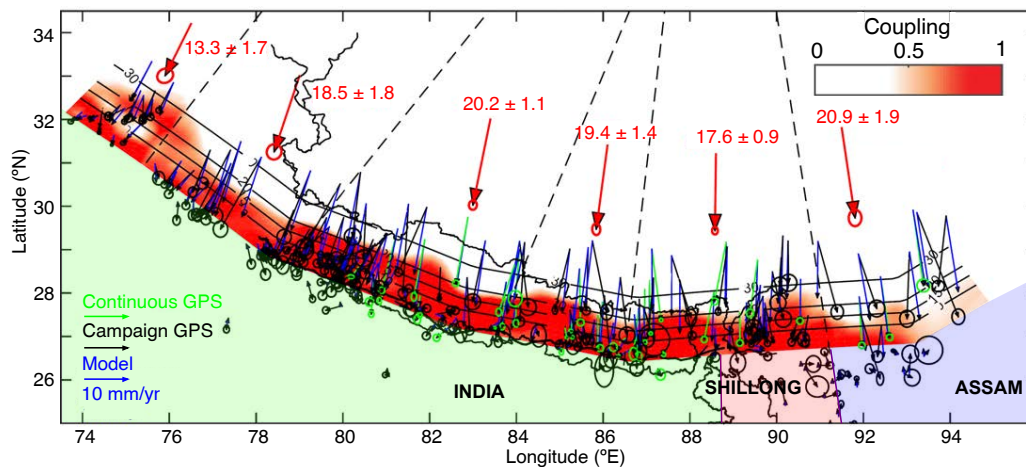 34
32
30
28
26
Latitude (°N)
Coupling
0
0.5
1
13.3 ± 1.7
18.5 ± 1.8
20.2 ± 1.1
19.4 ± 1.4
17.6 ± 0.9
20.9 ± 1.9
30
30
30
Continuous GPS
Campaign GPS
Model
10 mm/yr
INDIA
SHILLONG
ASSAM
74
76
78
80
82
84
86
88
90
92
94
Longitude (°E)